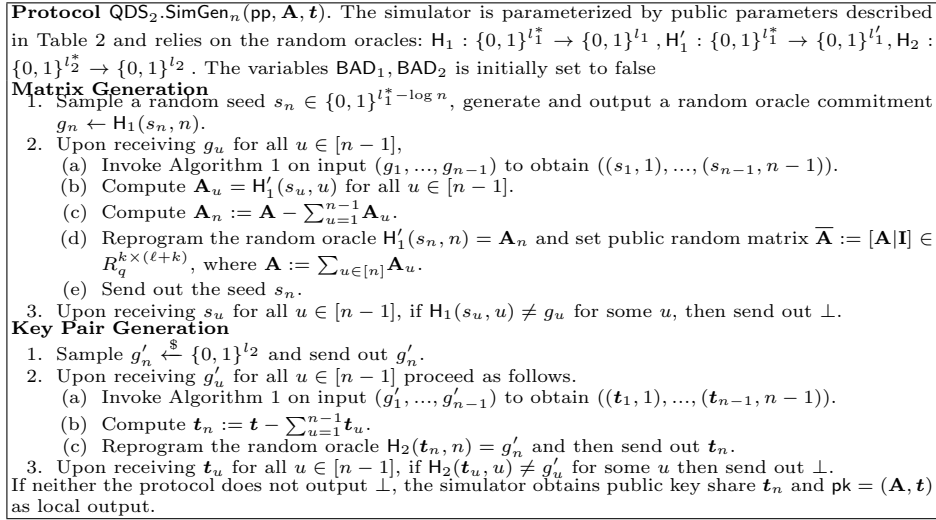 Protocol QDS₂.SimGenₙ(pp, A, t). The simulator is parameterized by public parameters described
in Table 2 and relies on the random oracles: H₁ : {0, 1}^{l₁*} → {0, 1}^{l₁} , H′₁ : {0, 1}^{l₁*} → {0, 1}^{l′₁}, H₂ :
{0, 1}^{l₂*} → {0, 1}^{l₂} . The variables BAD₁, BAD₂ is initially set to false
Matrix Generation
1. Sample a random seed sₙ ∈ {0, 1}^{l₁*−log n}, generate and output a random oracle commitment
gₙ ← H₁(sₙ, n).
2. Upon receiving gᵤ for all u ∈ [n − 1],
(a) Invoke Algorithm 1 on input (g₁, ..., gₙ₋₁) to obtain ((s₁, 1), ..., (sₙ₋₁, n − 1)).
(b) Compute Aᵤ = H′₁(sᵤ, u) for all u ∈ [n − 1].
(c) Compute Aₙ := A − ∑_{u=1}^{n−1} Aᵤ.
(d) Reprogram the random oracle H′₁(sₙ, n) = Aₙ and set public random matrix A̅ := [A|I] ∈
R_q^{k×(ℓ+k)}, where A := ∑_{u∈[n]} Aᵤ.
(e) Send out the seed sₙ.
3. Upon receiving sᵤ for all u ∈ [n − 1], if H₁(sᵤ, u) ≠ gᵤ for some u, then send out ⊥.
Key Pair Generation
1. Sample g′ₙ ←$ {0, 1}^{l₂} and send out g′ₙ.
2. Upon receiving g′ᵤ for all u ∈ [n − 1] proceed as follows.
(a) Invoke Algorithm 1 on input (g′₁, ..., g′ₙ₋₁) to obtain ((t₁, 1), ..., (tₙ₋₁, n − 1)).
(b) Compute tₙ := t − ∑_{u=1}^{n−1} tᵤ.
(c) Reprogram the random oracle H₂(tₙ, n) = g′ₙ and then send out tₙ.
3. Upon receiving tᵤ for all u ∈ [n − 1], if H₂(tᵤ, u) ≠ g′ᵤ for some u then send out ⊥.
If neither the protocol does not output ⊥, the simulator obtains public key share tₙ and pk = (A, t)
as local output.